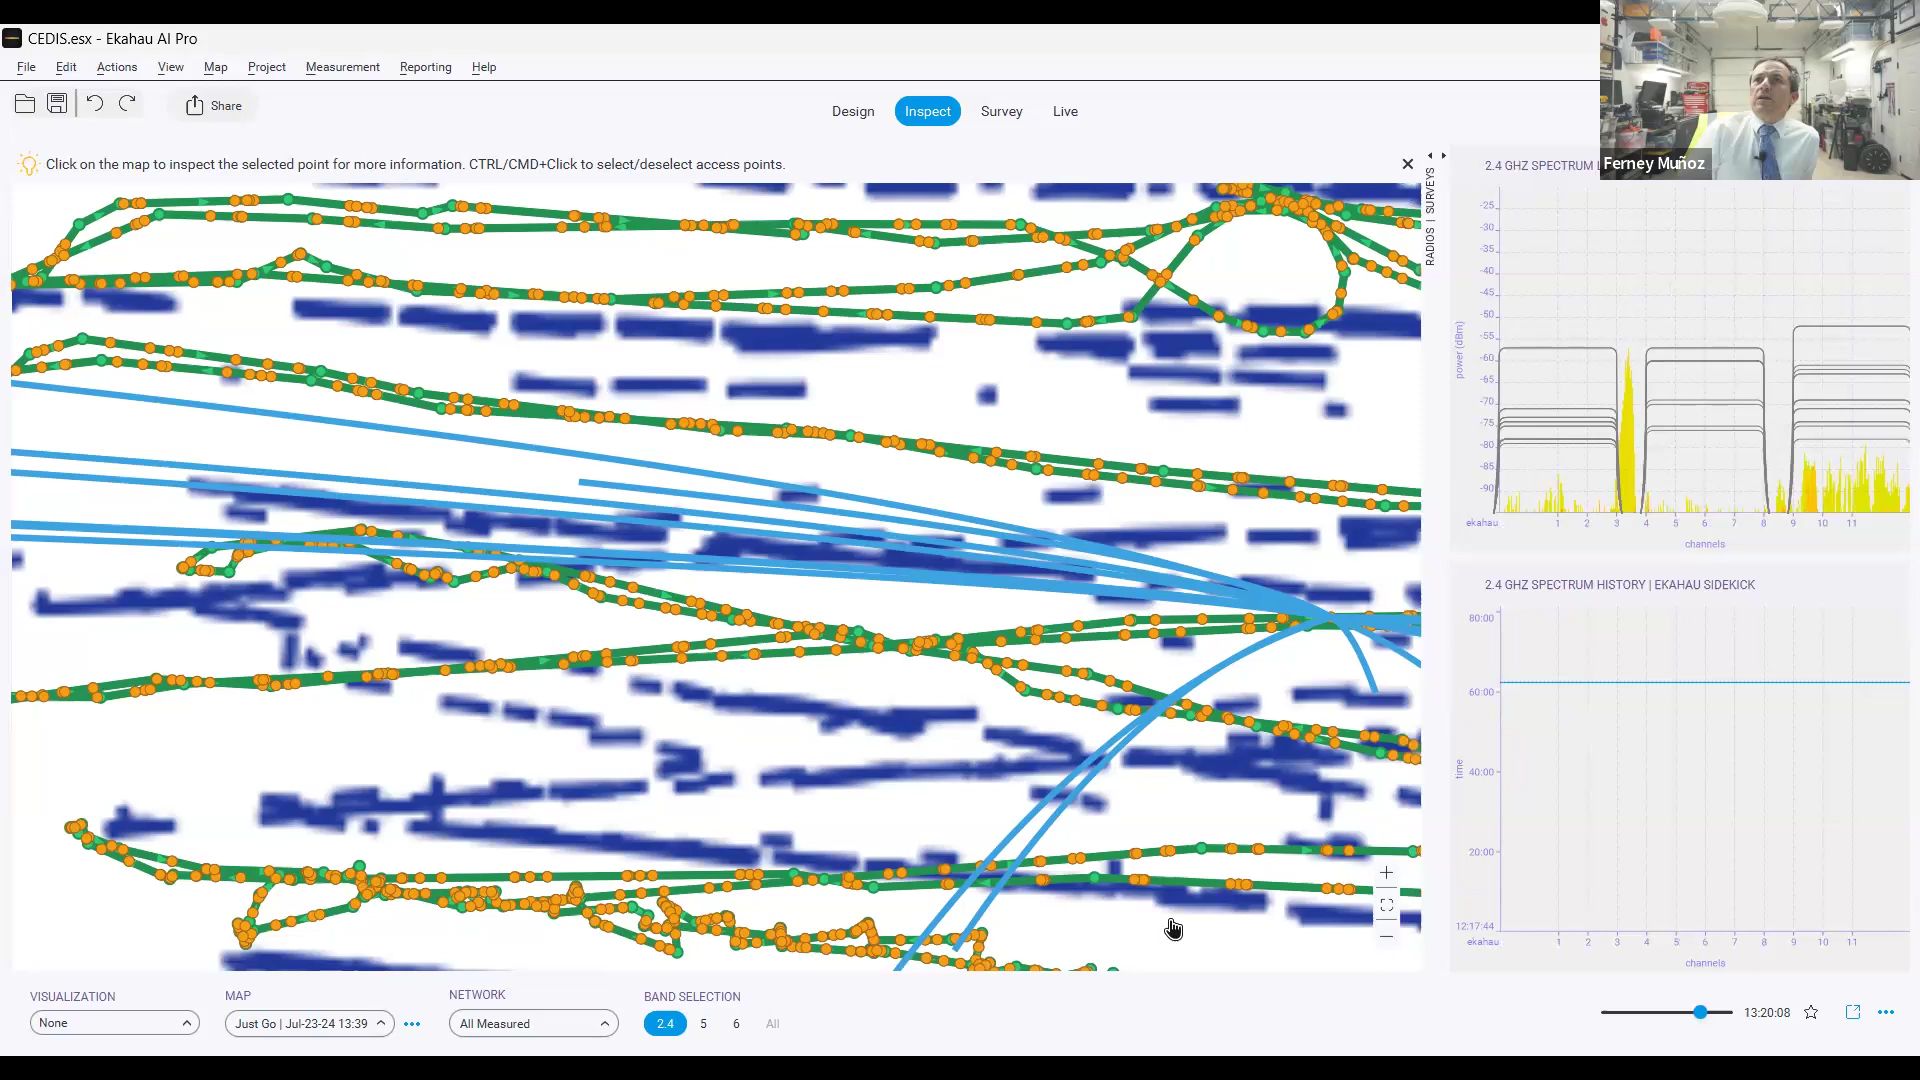 CEDIS.esx - Ekahau AI Pro
File Edit Actions View Map Project Measurement Reporting Help
Share
Design Inspect Survey Live
Click on the map to inspect the selected point for more information. CTRL/CMD+Click to select/deselect access points.
RADIOS | SURVEYS
Ferney Muñoz
2.4 GHZ SPECTRUM
-25
-30
-35
-40
-45
-50
-55
-60
-65
-70
-75
-80
-85
-90
power (dBm)
ekahau 1 2 3 4 5 6 7 8 9 10 11
channels
2.4 GHZ SPECTRUM HISTORY | EKAHAU SIDEKICK
80:00
60:00
40:00
20:00
12:17:44
time
ekahau 1 2 3 4 5 6 7 8 9 10 11
channels
VISUALIZATION MAP NETWORK BAND SELECTION
None Just Go | Jul-23-24 13:39 All Measured 2.4 5 6 All
13:20:08